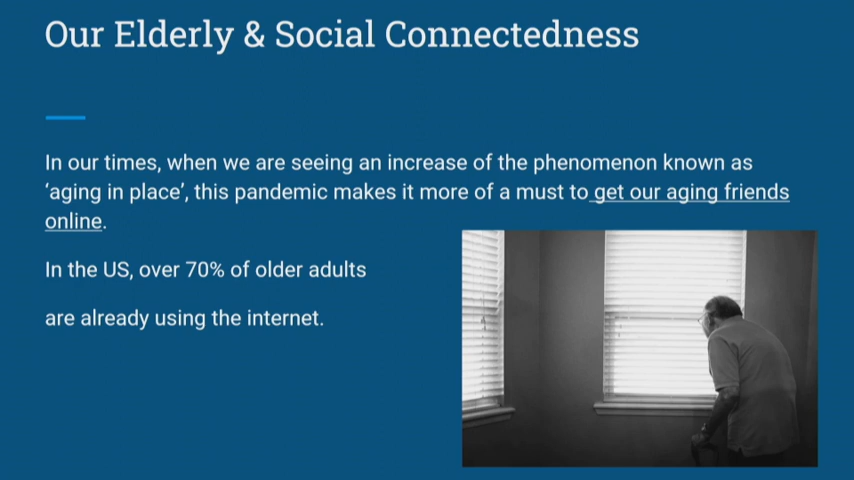 Our Elderly & Social Connectedness
In our times, when we are seeing an increase of the phenomenon known as
‘aging in place’, this pandemic makes it more of a must to get our aging friends
online.
In the US, over 70% of older adults
are already using the internet.